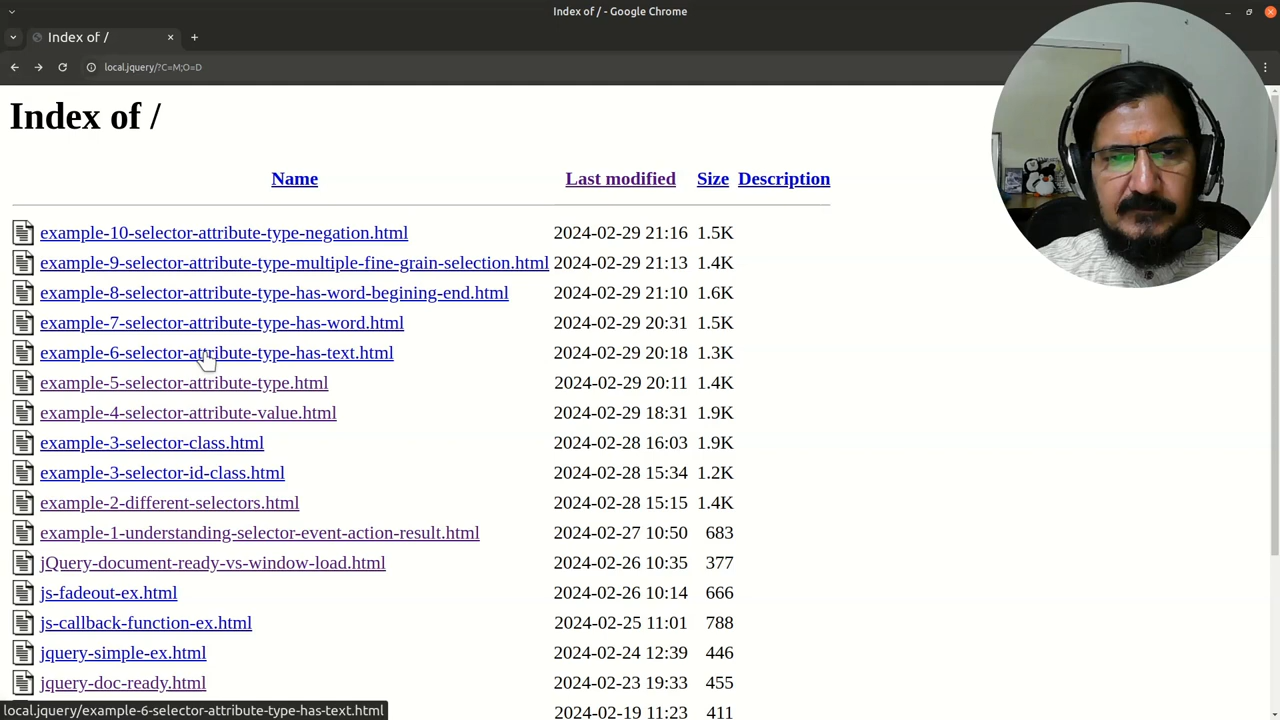 Index of / - Google Chrome
Index of /
local.jquery/?C=M;O=D
Index of /
Name Last modified Size Description
example-10-selector-attribute-type-negation.html 2024-02-29 21:16 1.5K
example-9-selector-attribute-type-multiple-fine-grain-selection.html 2024-02-29 21:13 1.4K
example-8-selector-attribute-type-has-word-begining-end.html 2024-02-29 21:10 1.6K
example-7-selector-attribute-type-has-word.html 2024-02-29 20:31 1.5K
example-6-selector-attribute-type-has-text.html 2024-02-29 20:18 1.3K
example-5-selector-attribute-type.html 2024-02-29 20:11 1.4K
example-4-selector-attribute-value.html 2024-02-29 18:31 1.9K
example-3-selector-class.html 2024-02-28 16:03 1.9K
example-3-selector-id-class.html 2024-02-28 15:34 1.2K
example-2-different-selectors.html 2024-02-28 15:15 1.4K
example-1-understanding-selector-event-action-result.html 2024-02-27 10:50 683
jQuery-document-ready-vs-window-load.html 2024-02-26 10:35 377
js-fadeout-ex.html 2024-02-26 10:14 666
js-callback-function-ex.html 2024-02-25 11:01 788
jquery-simple-ex.html 2024-02-24 12:39 446
jquery-doc-ready.html 2024-02-23 19:33 455
2024-02-19 11:23 411
local.jquery/example-6-selector-attribute-type-has-text.html